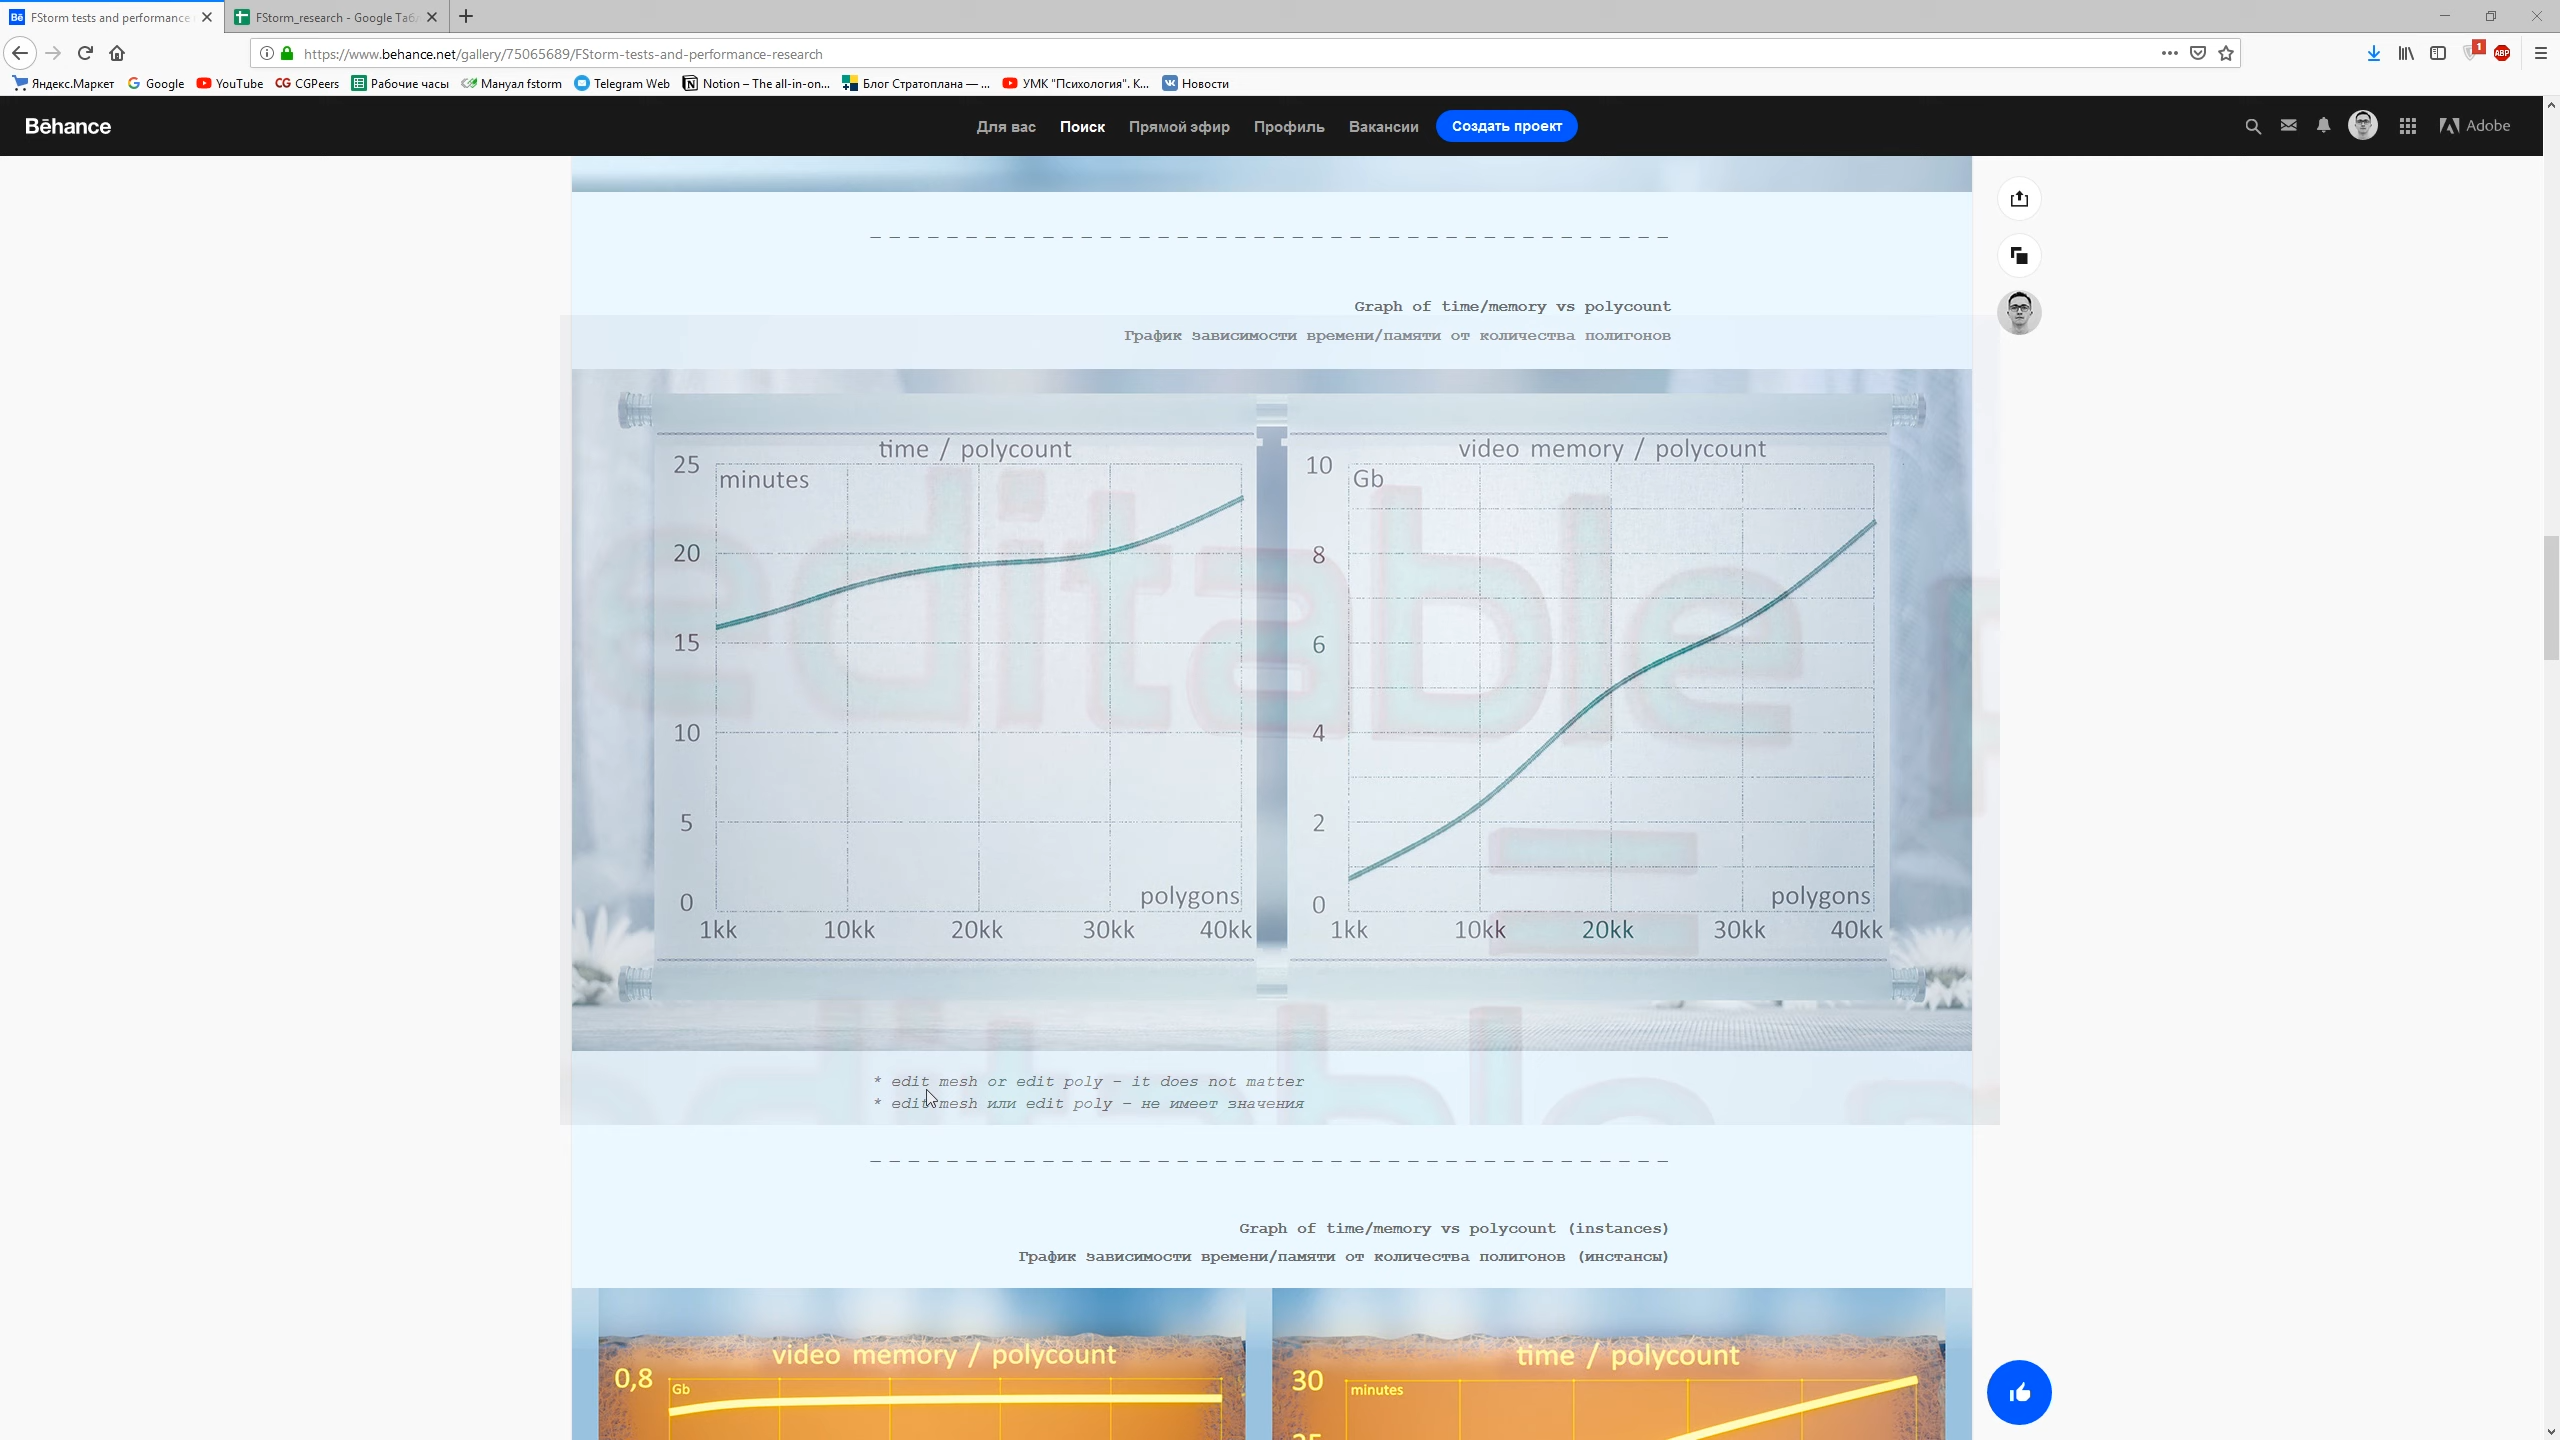 FStorm tests and performance
FStorm_research - Google Таб
https://www.behance.net/gallery/75065689/FStorm-tests-and-performance-research
1
ABP
Яндекс.Маркет
Google
YouTube
CG CGPeers
Рабочие часы
Мануал fstorm
Telegram Web
Notion – The all-in-on...
Блог Стратоплана — ...
УМК "Психология". К...
Новости
Bēhance
Для вас
Поиск
Прямой эфир
Профиль
Вакансии
Создать проект
Adobe
Graph of time/memory vs polycount
График зависимости времени/памяти от количества полигонов
time / polycount
25
minutes
20
15
10
5
0
polygons
1kk 10kk 20kk 30kk 40kk
video memory / polycount
10
Gb
8
6
4
2
0
polygons
1kk 10kk 20kk 30kk 40kk
editable
* edit mesh or edit poly – it does not matter
* edit mesh или edit poly – не имеет значения
Graph of time/memory vs polycount (instances)
График зависимости времени/памяти от количества полигонов (инстансы)
video memory / polycount
0,8
Gb
time / polycount
30
minutes
25